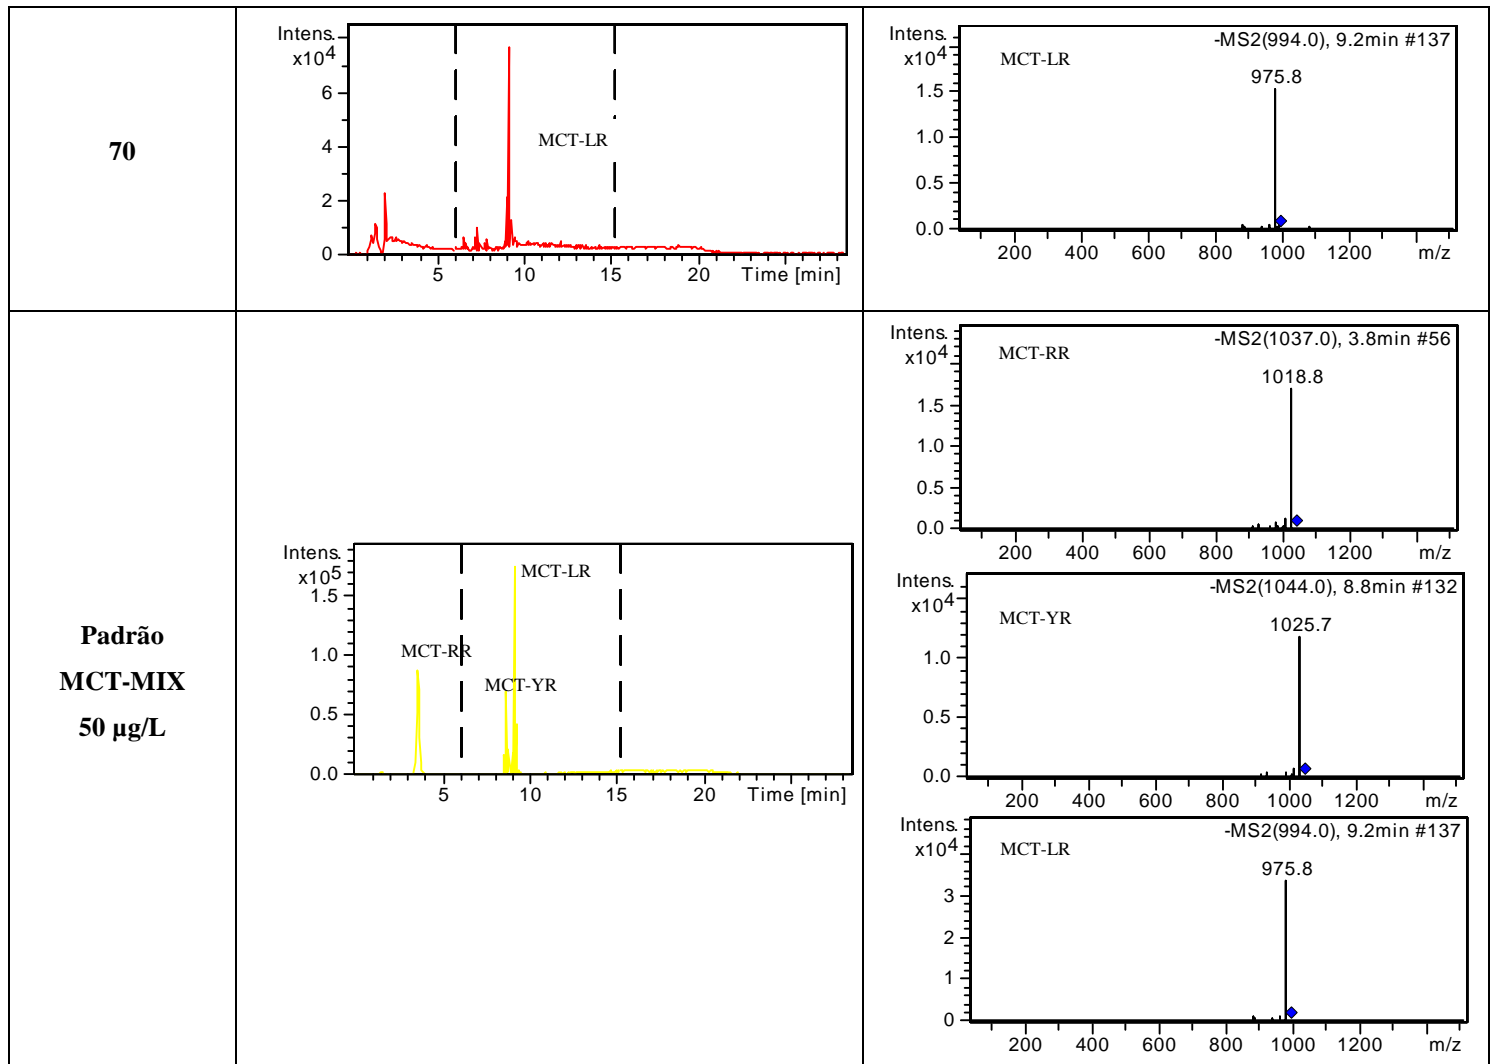 70
Intens.
x10^4
6
4
2
0
MCT-LR
5 10 15 20 Time [min]
Intens.
x10^4
1.5
1.0
0.5
0.0
MCT-LR
-MS2(994.0), 9.2min #137
975.8
200 400 600 800 1000 1200 m/z
Padrão
MCT-MIX
50 µg/L
Intens.
x10^5
1.5
1.0
0.5
0.0
MCT-LR
MCT-RR
MCT-YR
5 10 15 20 Time [min]
Intens.
x10^4
1.5
1.0
0.5
0.0
MCT-RR
-MS2(1037.0), 3.8min #56
1018.8
200 400 600 800 1000 1200 m/z
Intens.
x10^4
1.0
0.5
0.0
MCT-YR
-MS2(1044.0), 8.8min #132
1025.7
200 400 600 800 1000 1200 m/z
Intens.
x10^4
3
2
1
0
MCT-LR
-MS2(994.0), 9.2min #137
975.8
200 400 600 800 1000 1200 m/z